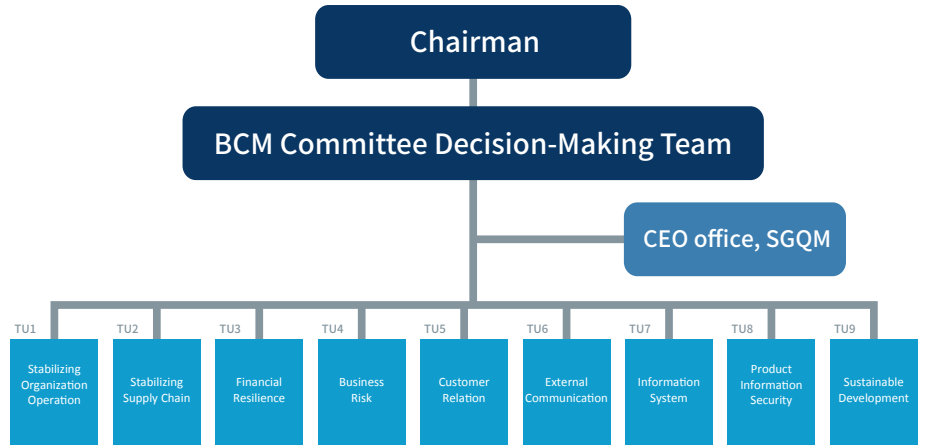 Chairman
BCM Committee Decision-Making Team
CEO office, SGQM
TU1
TU2
TU3
TU4
TU5
TU6
TU7
TU8
TU9
Stabilizing
Organization
Operation
Stabilizing
Supply Chain
Financial
Resilience
Business
Risk
Customer
Relation
External
Communication
Information
System
Product
Information
Security
Sustainable
Development